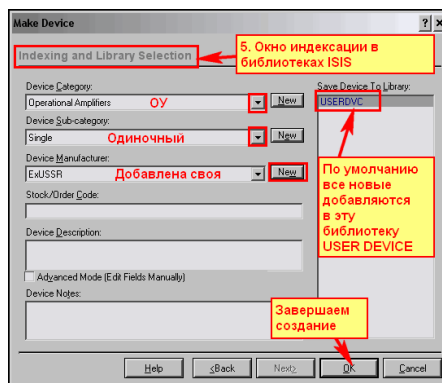 Make Device
Indexing and Library Selection
5. Окно индексации в
библиотеках ISIS
Device Category:
Operational Amplifiers
ОУ
New
Device Sub-category:
Single
Одиночный
New
Device Manufacturer:
ExUSSR
Добавлена своя
New
Stock/Order Code:
Device Description:
Advanced Mode (Edit Fields Manually)
Device Notes:
Save Device To Library:
USERDVC
По умолчанию
все новые
добавляются
в эту
библиотеку
USER DEVICE
Завершаем
создание
Help
<Back
Next>
OK
Cancel